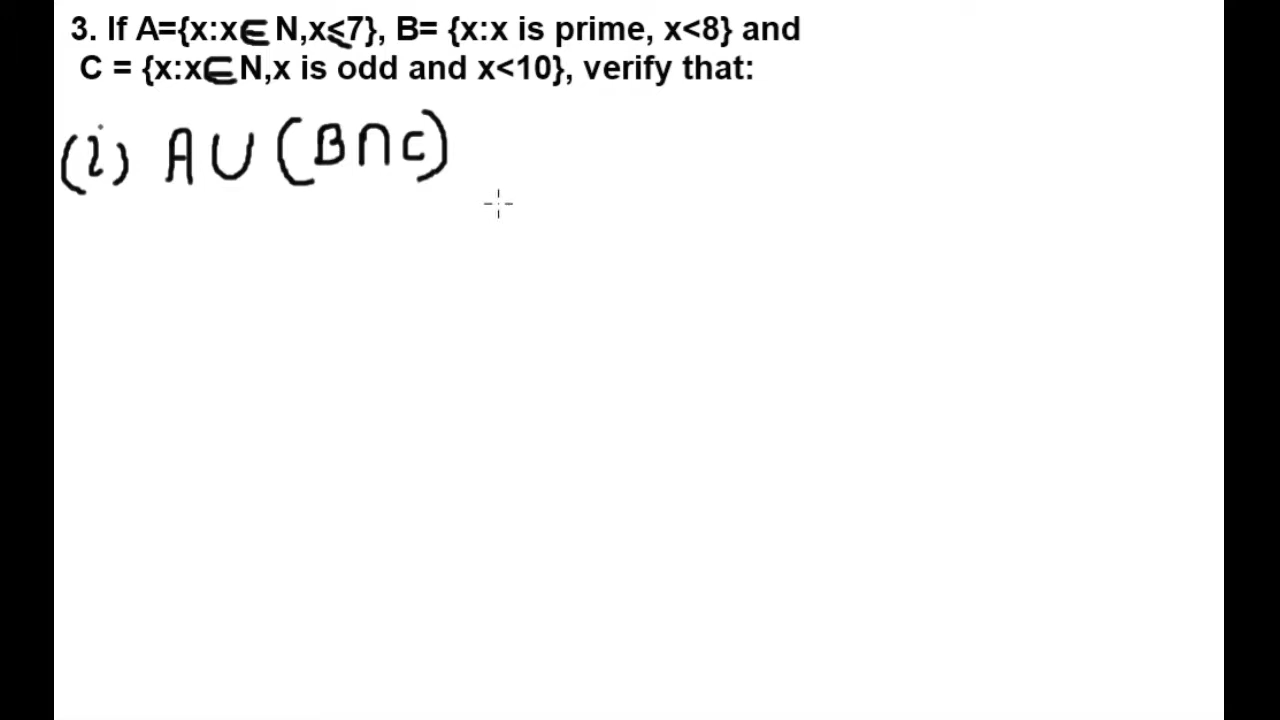 3. If A={x:x∈ N,x⩽7}, B= {x:x is prime, x<8} and
C = {x:x∈N,x is odd and x<10}, verify that:
(i) A∪(B∩C)